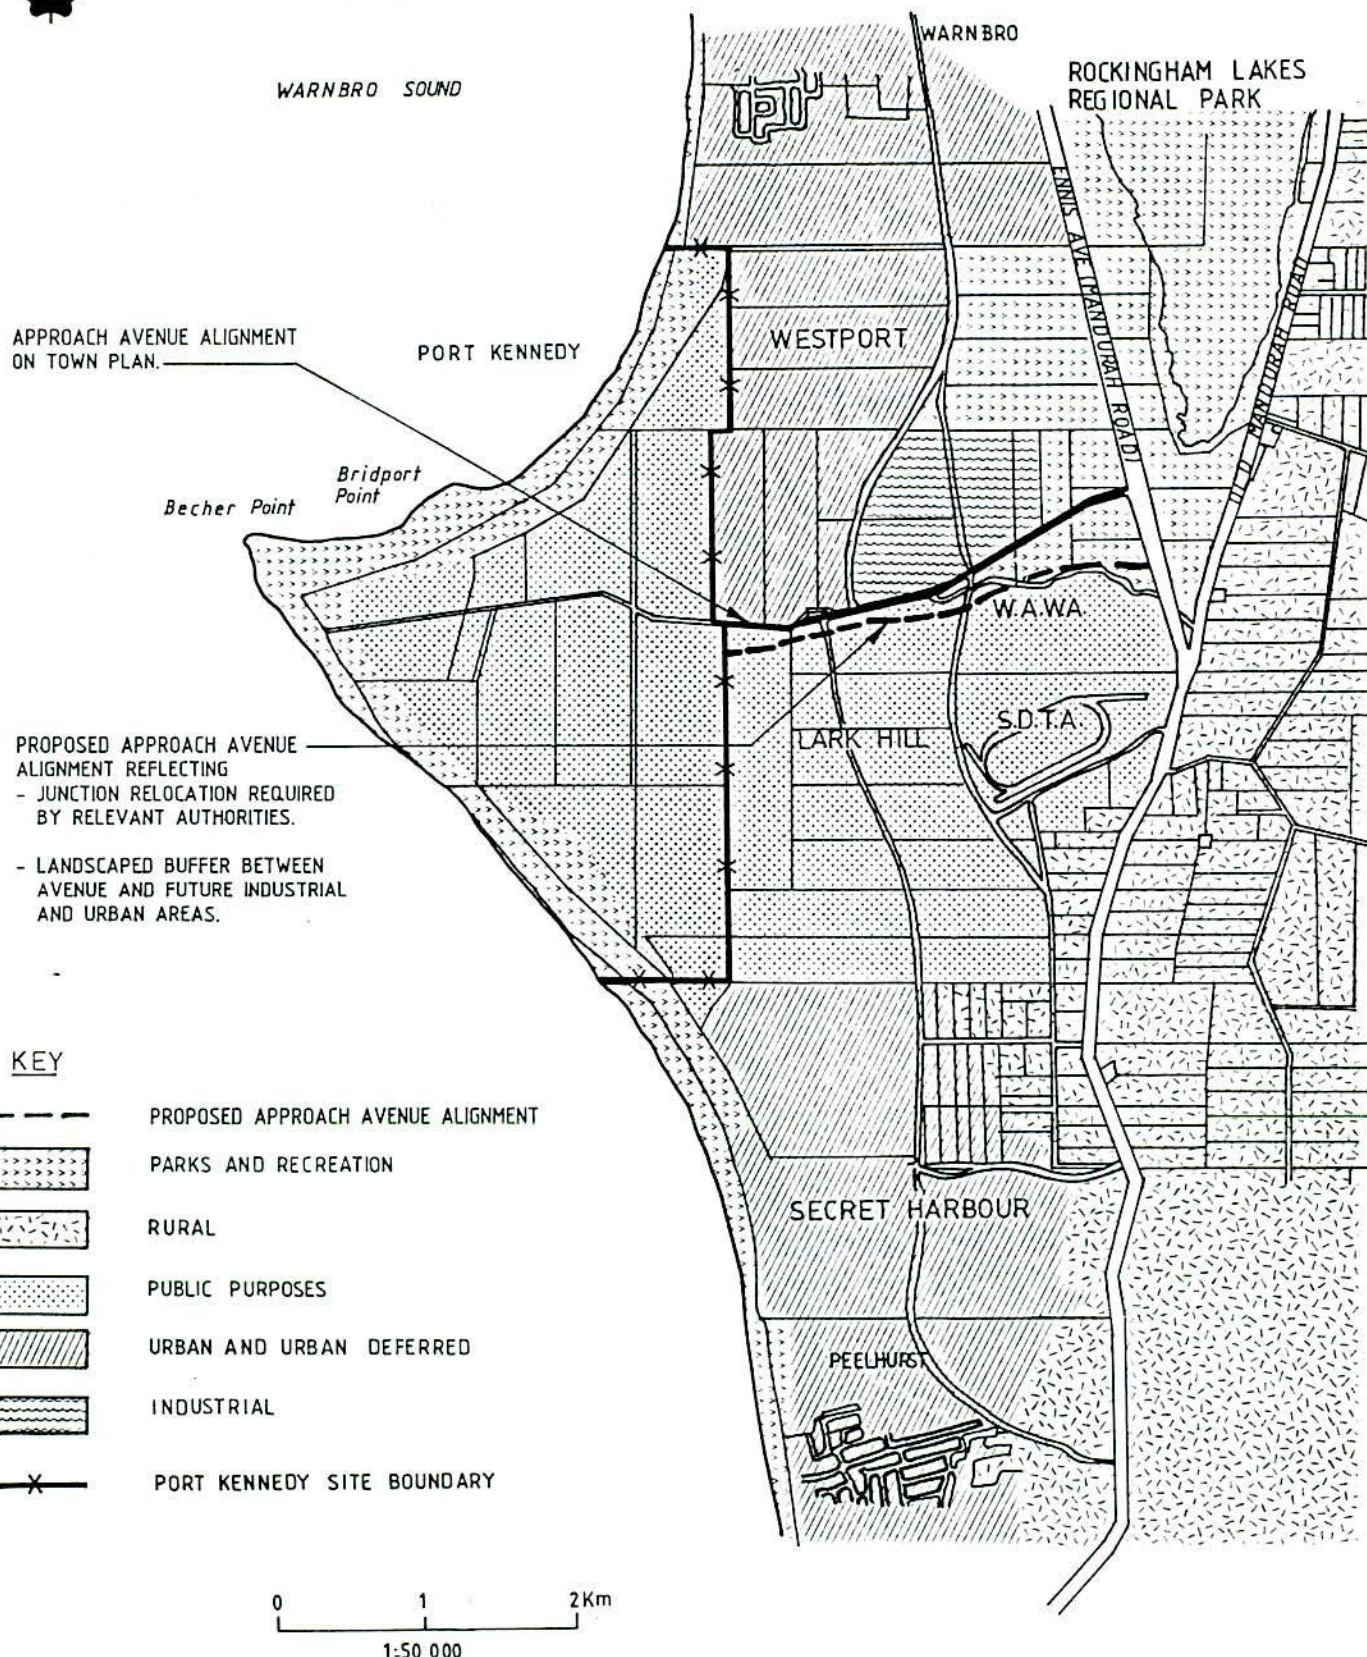 WARNBRO
WARNBRO SOUND
ROCKINGHAM LAKES
REGIONAL PARK
ENNIS AVE (MANDURAH ROAD)
OLD MANDURAH ROAD
APPROACH AVENUE ALIGNMENT
ON TOWN PLAN.
PORT KENNEDY
WESTPORT
Bridport
Point
Becher Point
W.A.W.A.
S.D.T.A.
LARK HILL
PROPOSED APPROACH AVENUE
ALIGNMENT REFLECTING
- JUNCTION RELOCATION REQUIRED
BY RELEVANT AUTHORITIES.
- LANDSCAPED BUFFER BETWEEN
AVENUE AND FUTURE INDUSTRIAL
AND URBAN AREAS.
KEY
PROPOSED APPROACH AVENUE ALIGNMENT
PARKS AND RECREATION
RURAL
PUBLIC PURPOSES
URBAN AND URBAN DEFERRED
INDUSTRIAL
X PORT KENNEDY SITE BOUNDARY
SECRET HARBOUR
PEELHURST
0 1 2Km
1:50 000